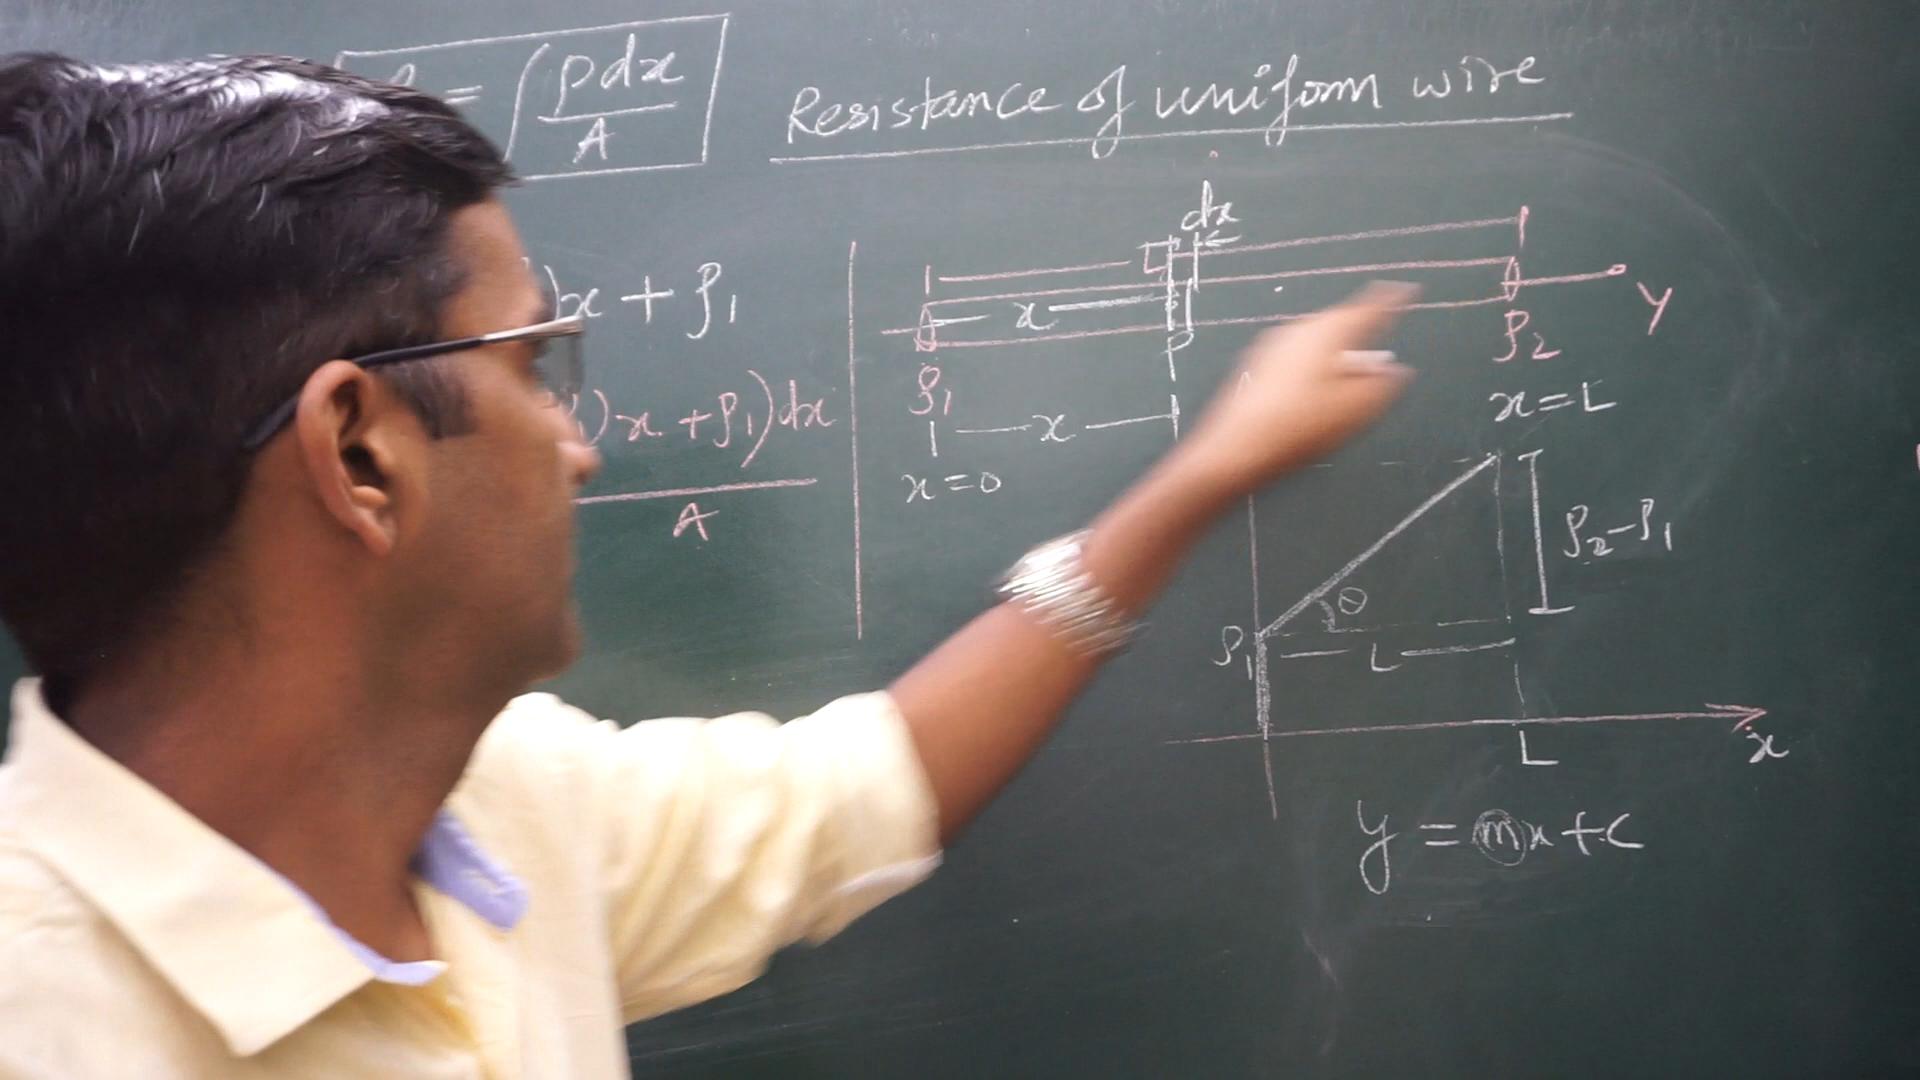 = ∫ ρdx / A
Resistance of uniform wire
)x + ρ₁
)x + ρ₁)dx
A
dx
L
x
P
Y
ρ₁
ρ₂
x
x=0
x=L
ρ₂-ρ₁
θ
ρ₁
L
L
x
y = mx+c